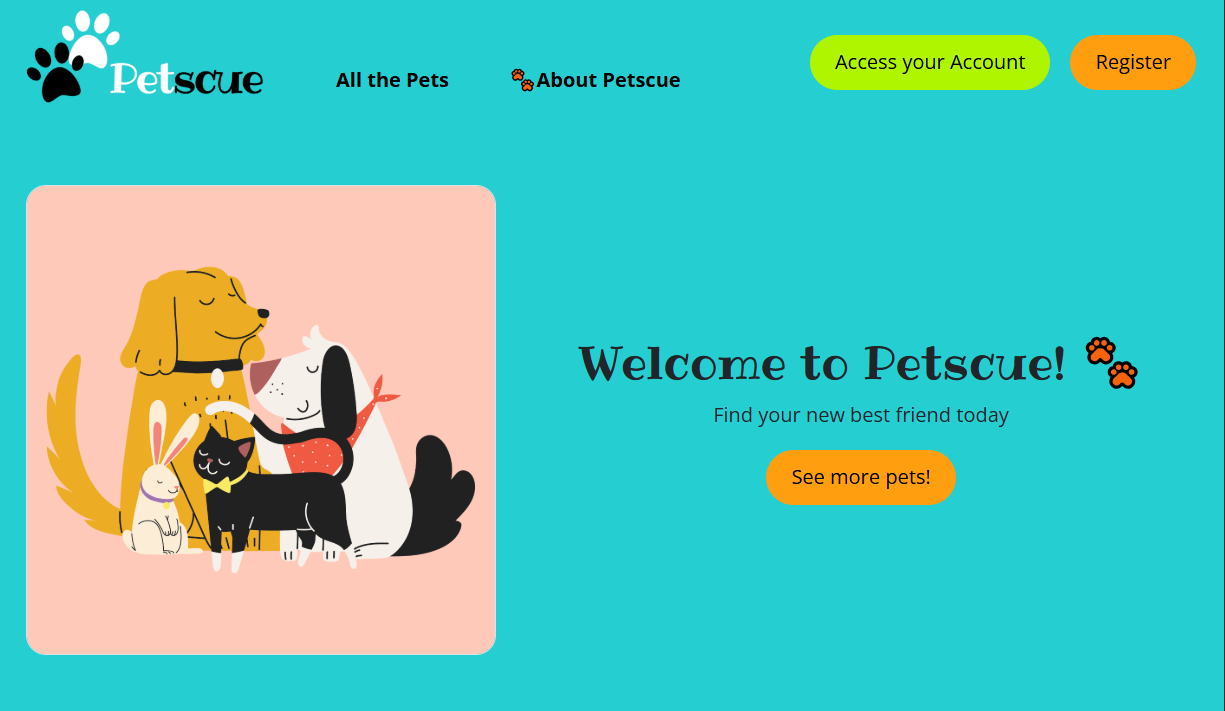 Petscue
All the Pets
About Petscue
Access your Account
Register
Welcome to Petscue!
Find your new best friend today
See more pets!